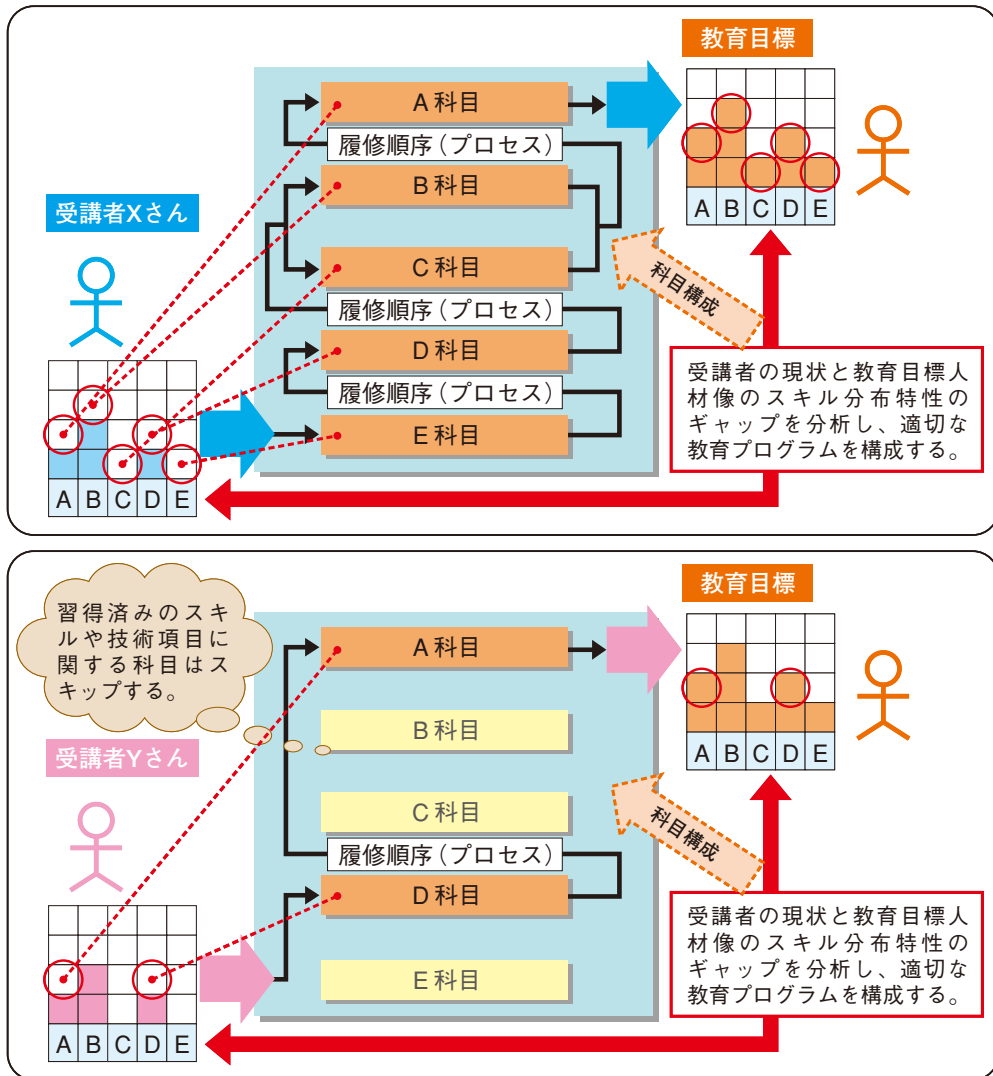 教育目標
A科目
履修順序（プロセス）
B科目
A B C D E
受講者Xさん
C科目
科目構成
履修順序（プロセス）
D科目
受講者の現状と教育目標人
材像のスキル分布特性の
ギャップを分析し、適切な
教育プログラムを構成する。
履修順序（プロセス）
E科目
A B C D E
教育目標
習得済みのスキ
ルや技術項目に
関する科目はス
キップする。
A科目
B科目
A B C D E
受講者Yさん
C科目
科目構成
履修順序（プロセス）
D科目
受講者の現状と教育目標人
材像のスキル分布特性の
ギャップを分析し、適切な
教育プログラムを構成する。
E科目
A B C D E